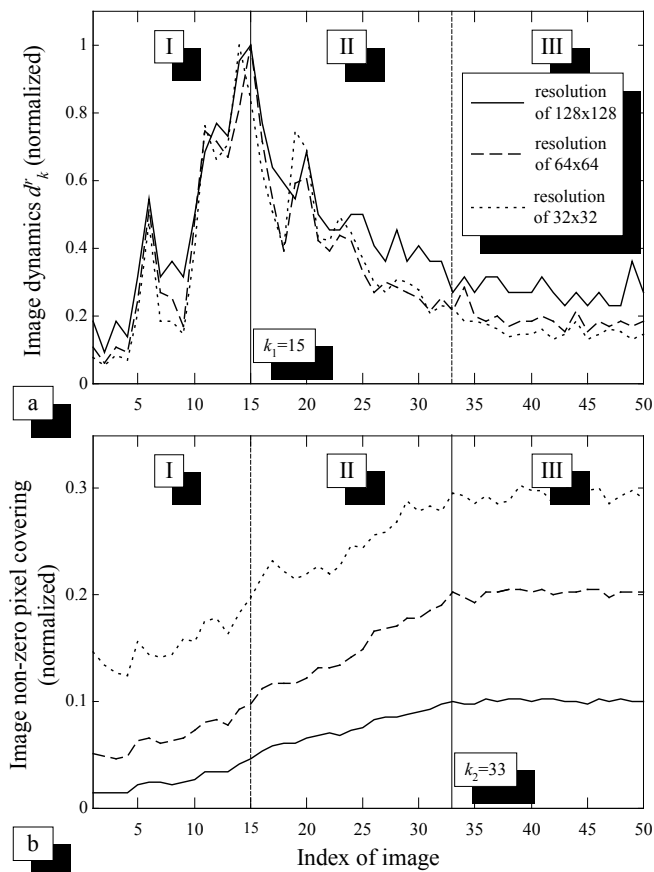 I
II
III
Image dynamics d^r_k (normalized)
1
0.8
0.6
0.4
0.2
0
resolution
of 128x128
resolution
of 64x64
resolution
of 32x32
k_1=15
5 10 15 20 25 30 35 40 45 50
a
I
II
III
Image non-zero pixel covering
(normalized)
0.3
0.2
0.1
0
k_2=33
5 10 15 20 25 30 35 40 45 50
Index of image
b